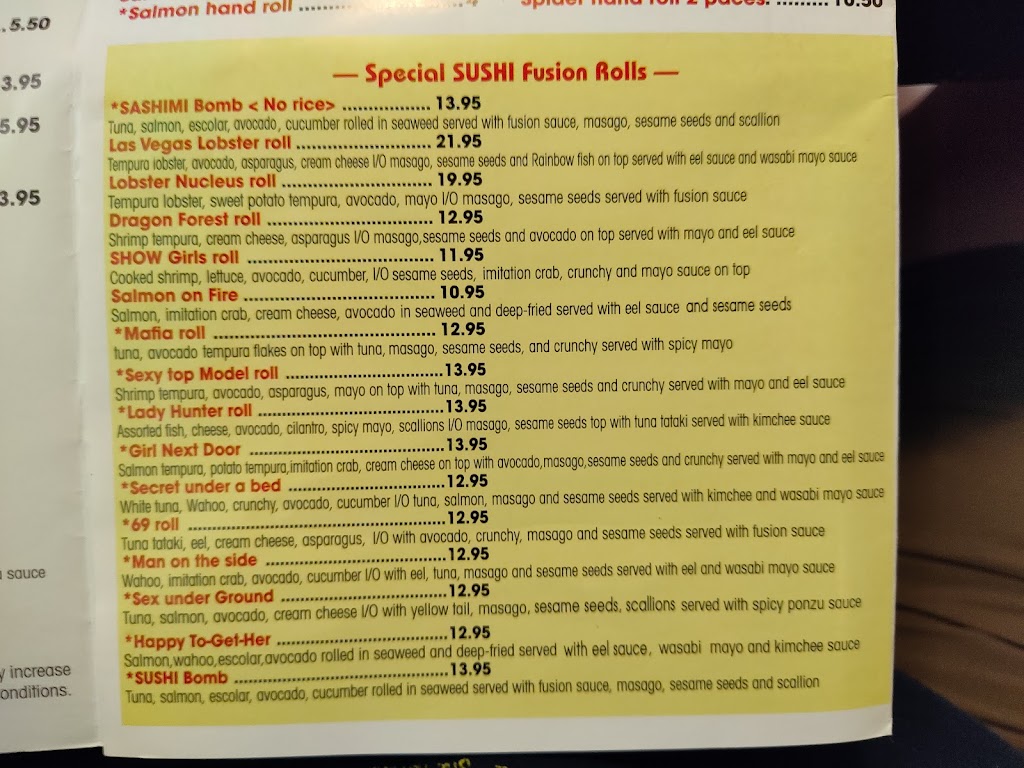 *Salmon hand roll
.5.50
3.95
5.95
3.95
sauce
y increase
onditions.
— Special SUSHI Fusion Rolls —
*SASHIMI Bomb < No rice> ................. 13.95
Tuna, salmon, escolar, avocado, cucumber rolled in seaweed served with fusion sauce, masago, sesame seeds and scallion
Las Vegas Lobster roll .......................... 21.95
Tempura lobster, avocado, asparagus, cream cheese I/O masago, sesame seeds and Rainbow fish on top served with eel sauce and wasabi mayo sauce
Lobster Nucleus roll ............................. 19.95
Tempura lobster, sweet potato tempura, avocado, mayo I/O masago, sesame seeds served with fusion sauce
Dragon Forest roll ................................ 12.95
Shrimp tempura, cream cheese, asparagus I/O masago,sesame seeds and avocado on top served with mayo and eel sauce
SHOW Girls roll .................................... 11.95
Cooked shrimp, lettuce, avocado, cucumber, I/O sesame seeds, imitation crab, crunchy and mayo sauce on top
Salmon on Fire ..................................... 10.95
Salmon, imitation crab, cream cheese, avocado in seaweed and deep-fried served with eel sauce and sesame seeds
*Mafia roll ........................................... 12.95
tuna, avocado tempura flakes on top with tuna, masago, sesame seeds, and crunchy served with spicy mayo
*Sexy top Model roll ..............................13.95
Shrimp tempura, avocado, asparagus, mayo on top with tuna, masago, sesame seeds and crunchy served with mayo and eel sauce
*Lady Hunter roll ...................................13.95
Assorted fish, cheese, avocado, cilantro, spicy mayo, scallions I/O masago, sesame seeds top with tuna tataki served with kimchee sauce
*Girl Next Door .....................................13.95
Salmon tempura, potato tempura,imitation crab, cream cheese on top with avocado,masago,sesame seeds and crunchy served with mayo and eel sauce
*Secret under a bed ..............................12.95
White tuna, Wahoo, crunchy, avocado, cucumber I/O tuna, salmon, masago and sesame seeds served with kimchee and wasabi mayo sauce
*69 roll .................................................12.95
Tuna tataki, eel, cream cheese, asparagus, I/O with avocado, crunchy, masago and sesame seeds served with fusion sauce
*Man on the side ...................................12.95
Wahoo, imitation crab, avocado, cucumber I/O with eel, tuna, masago and sesame seeds served with eel and wasabi mayo sauce
*Sex under Ground ................................12.95
Tuna, salmon, avocado, cream cheese I/O with yellow tail, masago, sesame seeds, scallions served with spicy ponzu sauce
*Happy To-Get-Her .................................12.95
Salmon,wahoo,escolar,avocado rolled in seaweed and deep-fried served with eel sauce, wasabi mayo and kimchee sauce
*SUSHI Bomb .........................................13.95
Tuna, salmon, escolar, avocado, cucumber rolled in seaweed served with fusion sauce, masago, sesame seeds and scallion